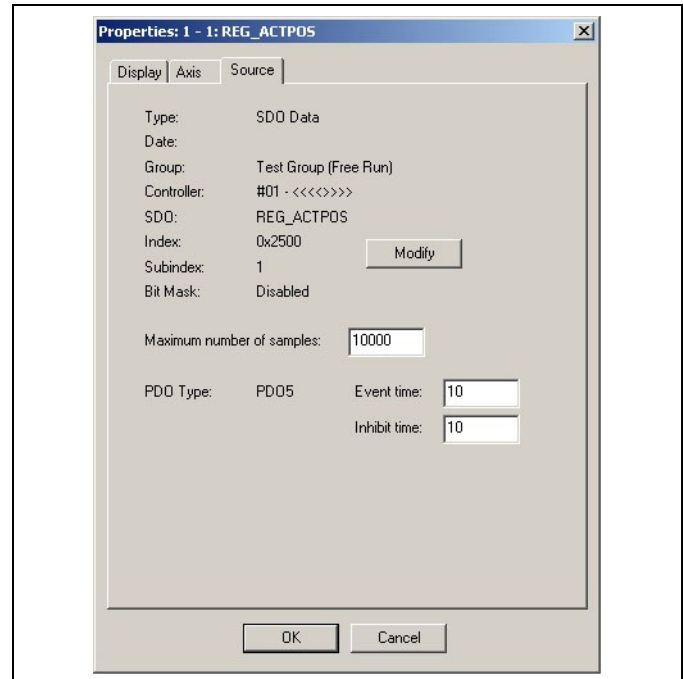 Properties: 1 - 1: REG_ACTPOS
Display Axis Source
Type: SDO Data
Date:
Group: Test Group (Free Run)
Controller: #01 - <<<<>>>>
SDO: REG_ACTPOS
Index: 0x2500
Modify
Subindex: 1
Bit Mask: Disabled
Maximum number of samples: 10000
PDO Type: PDO5 Event time: 10
Inhibit time: 10
OK Cancel